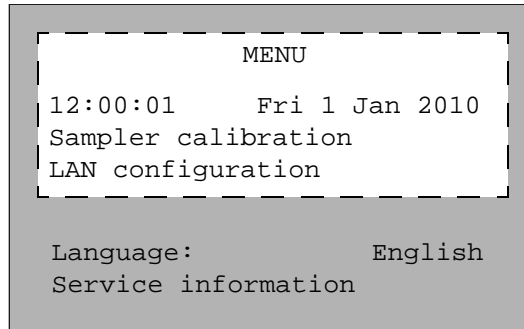 MENU
12:00:01 Fri 1 Jan 2010
Sampler calibration
LAN configuration
Language: English
Service information